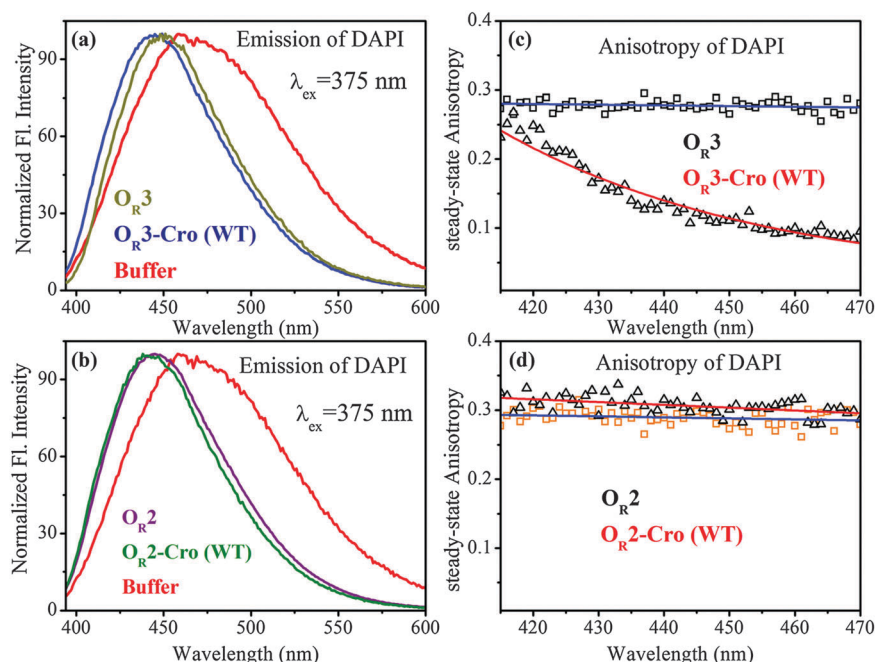 (a)
Emission of DAPI
λex=375 nm
OR3
OR3-Cro (WT)
Buffer
Normalized Fl. Intensity
100
90
60
30
400
450
500
550
600
Wavelength (nm)
(c)
Anisotropy of DAPI
OR3
OR3-Cro (WT)
steady-state Anisotropy
0.4
0.3
0.2
0.1
420
430
440
450
460
470
Wavelength (nm)
(b)
Emission of DAPI
λex=375 nm
OR2
OR2-Cro (WT)
Buffer
Normalized Fl. Intensity
90
60
30
400
450
500
550
600
Wavelength (nm)
(d)
Anisotropy of DAPI
OR2
OR2-Cro (WT)
steady-state Anisotropy
0.4
0.3
0.2
0.1
420
430
440
450
460
470
Wavelength (nm)